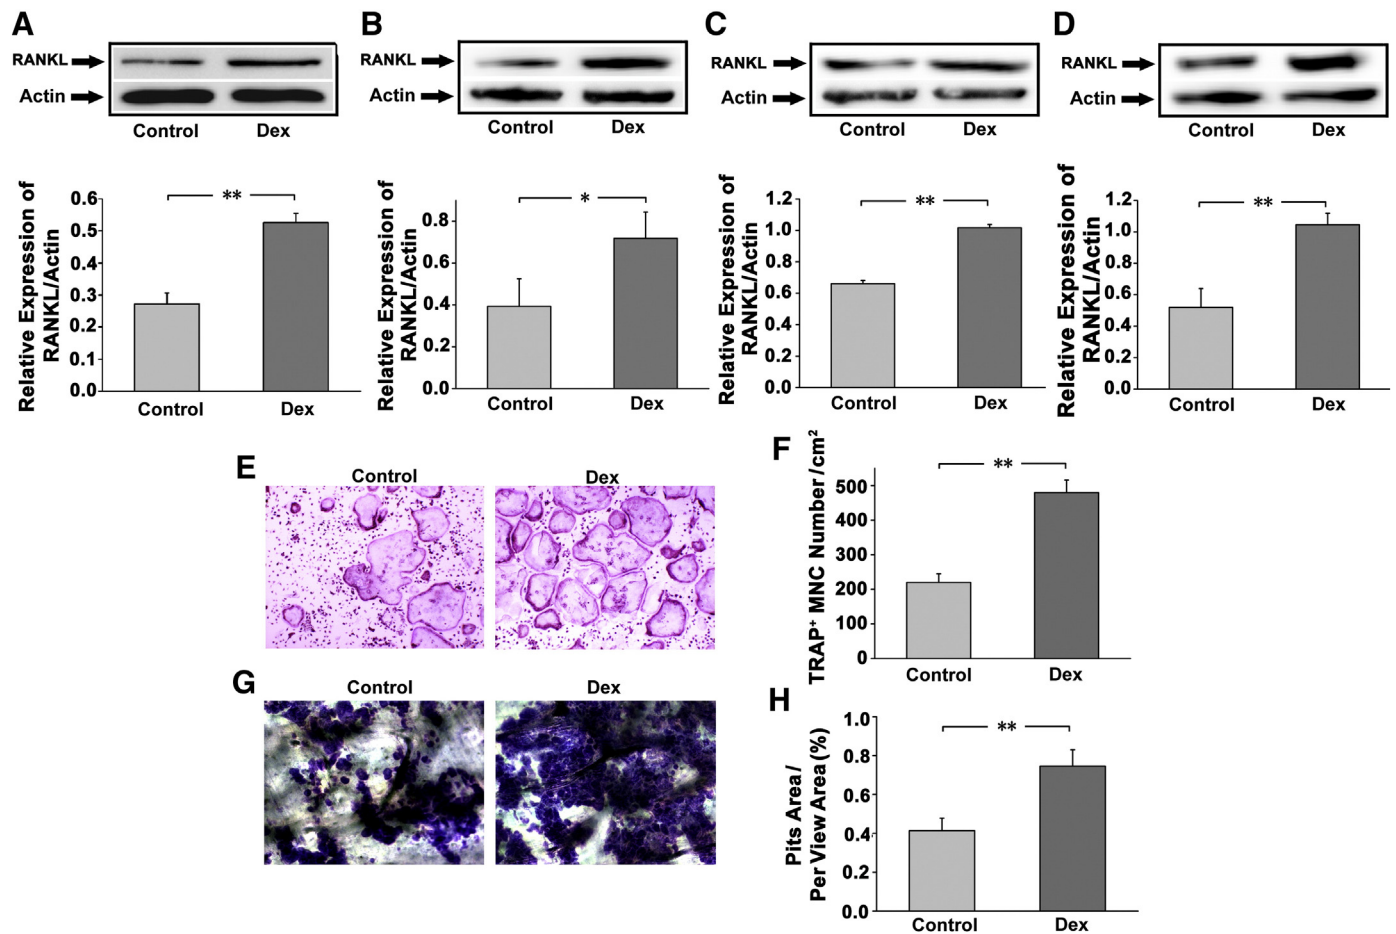 A
RANKL
Actin
Control Dex
Relative Expression of
RANKL/Actin
0.6
0.5
0.4
0.3
0.2
0.1
0.0
**
Control Dex
B
RANKL
Actin
Control Dex
Relative Expression of
RANKL/Actin
0.8
0.6
0.4
0.2
0.0
*
Control Dex
C
RANKL
Actin
Control Dex
Relative Expression of
RANKL/Actin
1.2
1.0
0.8
0.6
0.4
0.2
0.0
**
Control Dex
D
RANKL
Actin
Control Dex
Relative Expression of
RANKL/Actin
1.2
1.0
0.8
0.6
0.4
0.2
0.0
**
Control Dex
E
Control Dex
F
TRAP⁺ MNC Number /cm²
500
400
300
200
100
0
**
Control Dex
G
Control Dex
H
Pits Area /
Per View Area (%)
1.0
0.8
0.6
0.4
0.2
0.0
**
Control Dex